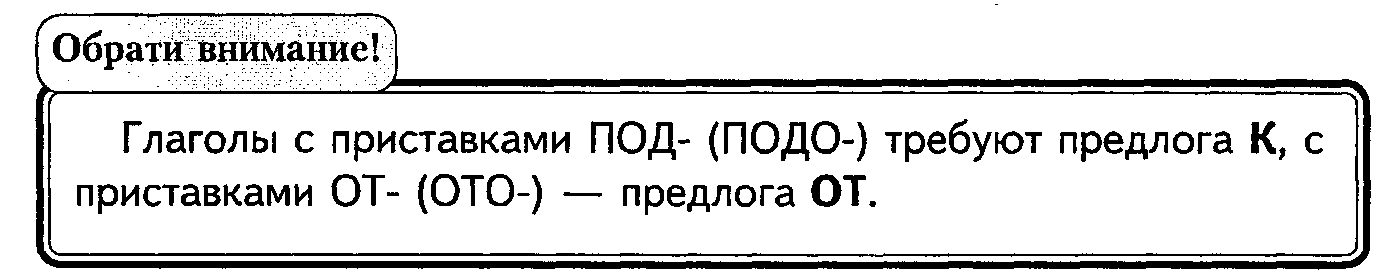 Обрати внимание!
Глаголы с приставками ПОД- (ПОДО-) требуют предлога К, с
приставками ОТ- (ОТО-) — предлога ОТ.